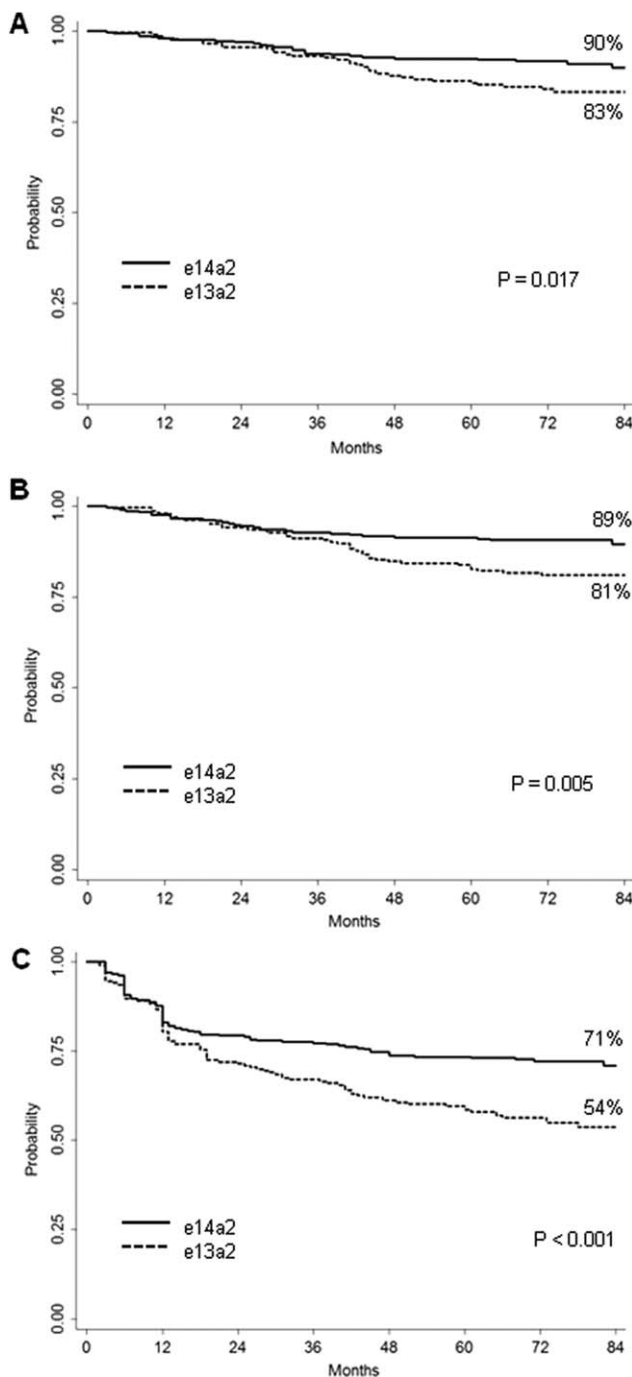 A
1.00
0.75
0.50
0.25
0.00
Probability
90%
83%
e14a2
e13a2
P = 0.017
0 12 24 36 48 60 72 84
Months
B
1.00
0.75
0.50
0.25
0.00
Probability
89%
81%
e14a2
e13a2
P = 0.005
0 12 24 36 48 60 72 84
Months
C
1.00
0.75
0.50
0.25
0.00
Probability
71%
54%
e14a2
e13a2
P < 0.001
0 12 24 36 48 60 72 84
Months